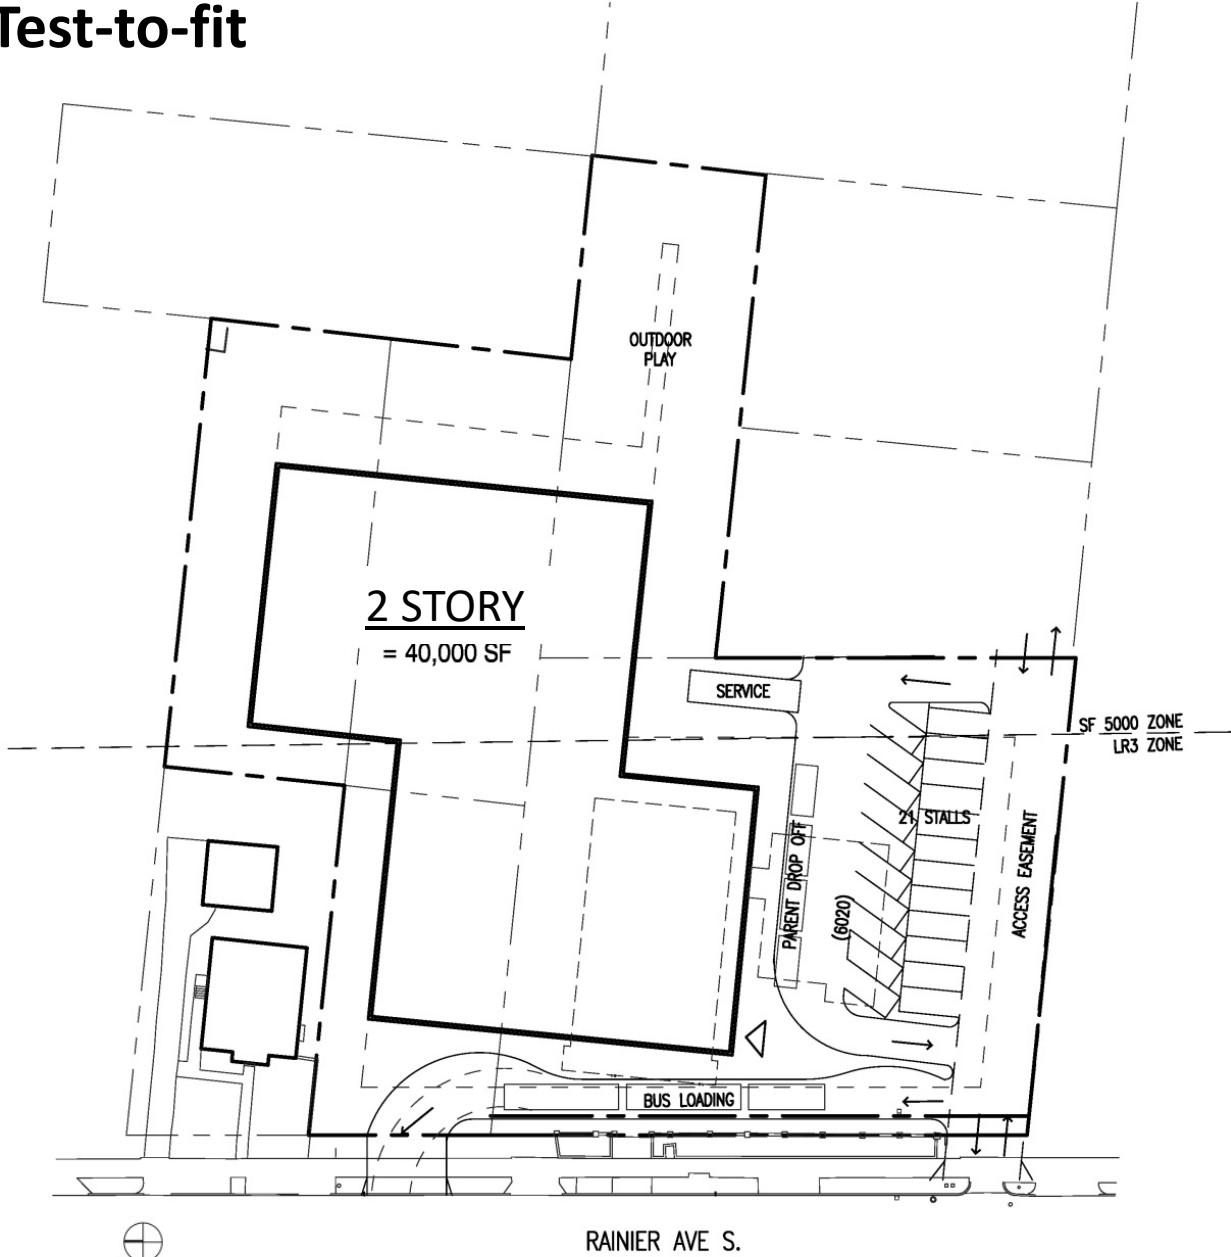 Test-to-fit
OUTDOOR
PLAY
2 STORY
= 40,000 SF
SERVICE
SF 5000 ZONE
LR3 ZONE
21 STALLS
PARENT DROP OFF
(6020)
ACCESS EASEMENT
BUS LOADING
RAINIER AVE S.